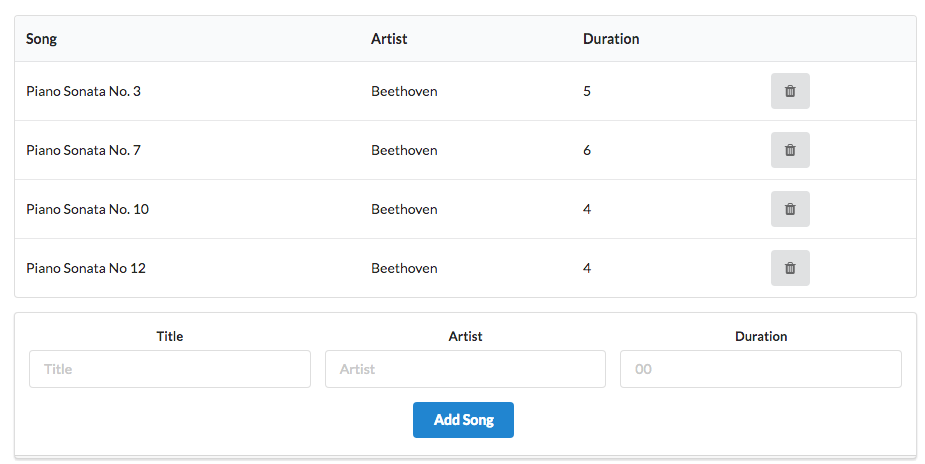 Song Artist Duration
Piano Sonata No. 3 Beethoven 5
Piano Sonata No. 7 Beethoven 6
Piano Sonata No. 10 Beethoven 4
Piano Sonata No 12 Beethoven 4
Title Artist Duration
Title Artist 00
Add Song